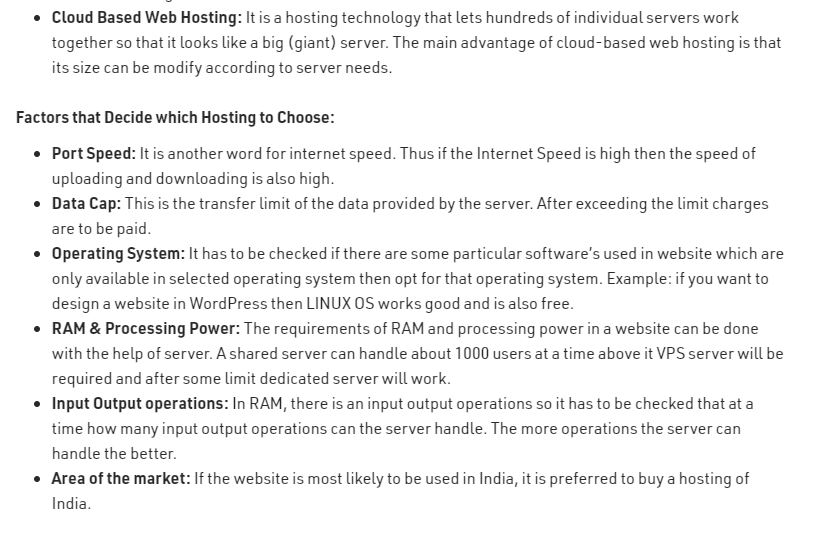 • Cloud Based Web Hosting: It is a hosting technology that lets hundreds of individual servers work
together so that it looks like a big (giant) server. The main advantage of cloud-based web hosting is that
its size can be modify according to server needs.
Factors that Decide which Hosting to Choose:
• Port Speed: It is another word for internet speed. Thus if the Internet Speed is high then the speed of
uploading and downloading is also high.
• Data Cap: This is the transfer limit of the data provided by the server. After exceeding the limit charges
are to be paid.
• Operating System: It has to be checked if there are some particular software's used in website which are
only available in selected operating system then opt for that operating system. Example: if you want to
design a website in WordPress then LINUX OS works good and is also free.
• RAM & Processing Power: The requirements of RAM and processing power in a website can be done
with the help of server. A shared server can handle about 1000 users at a time above it VPS server will be
required and after some limit dedicated server will work.
• Input Output operations: In RAM, there is an input output operations so it has to be checked that at a
time how many input output operations can the server handle. The more operations the server can
handle the better.
• Area of the market: If the website is most likely to be used in India, it is preferred to buy a hosting of
India.